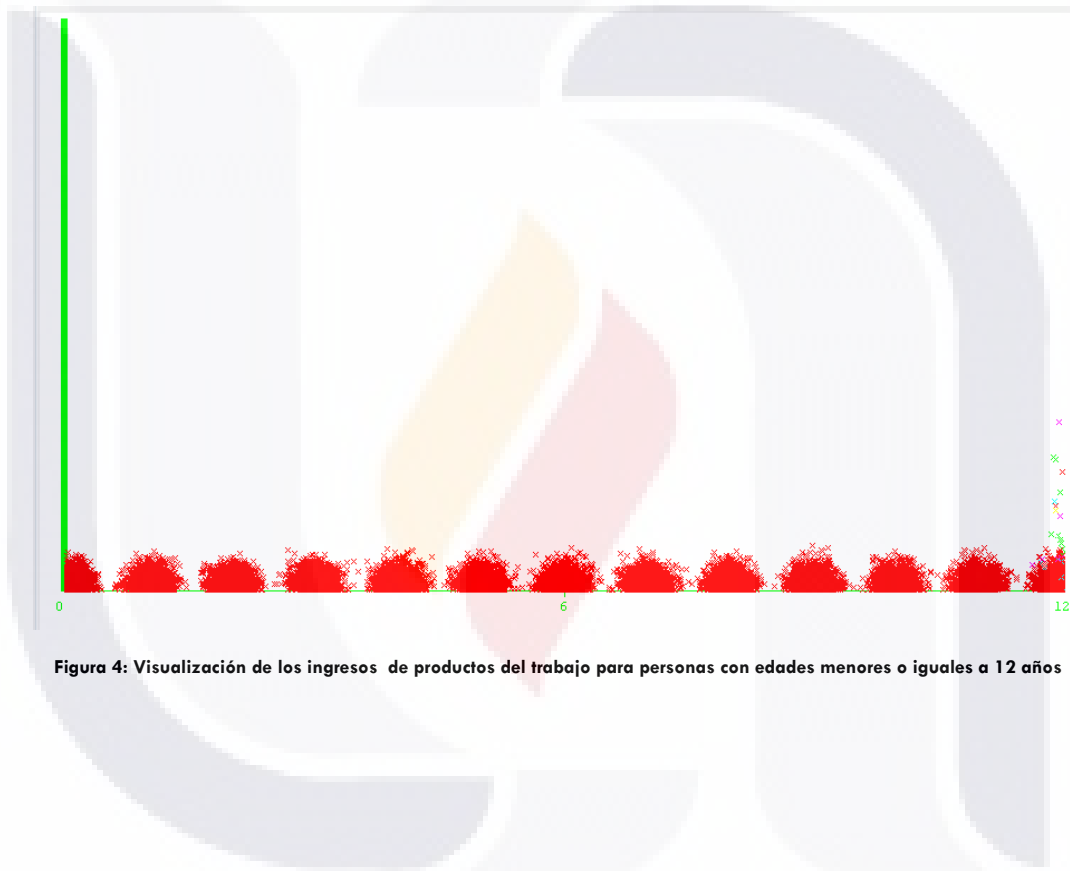 0
6
12
Figura 4: Visualización de los ingresos de productos del trabajo para personas con edades menores o iguales a 12 años